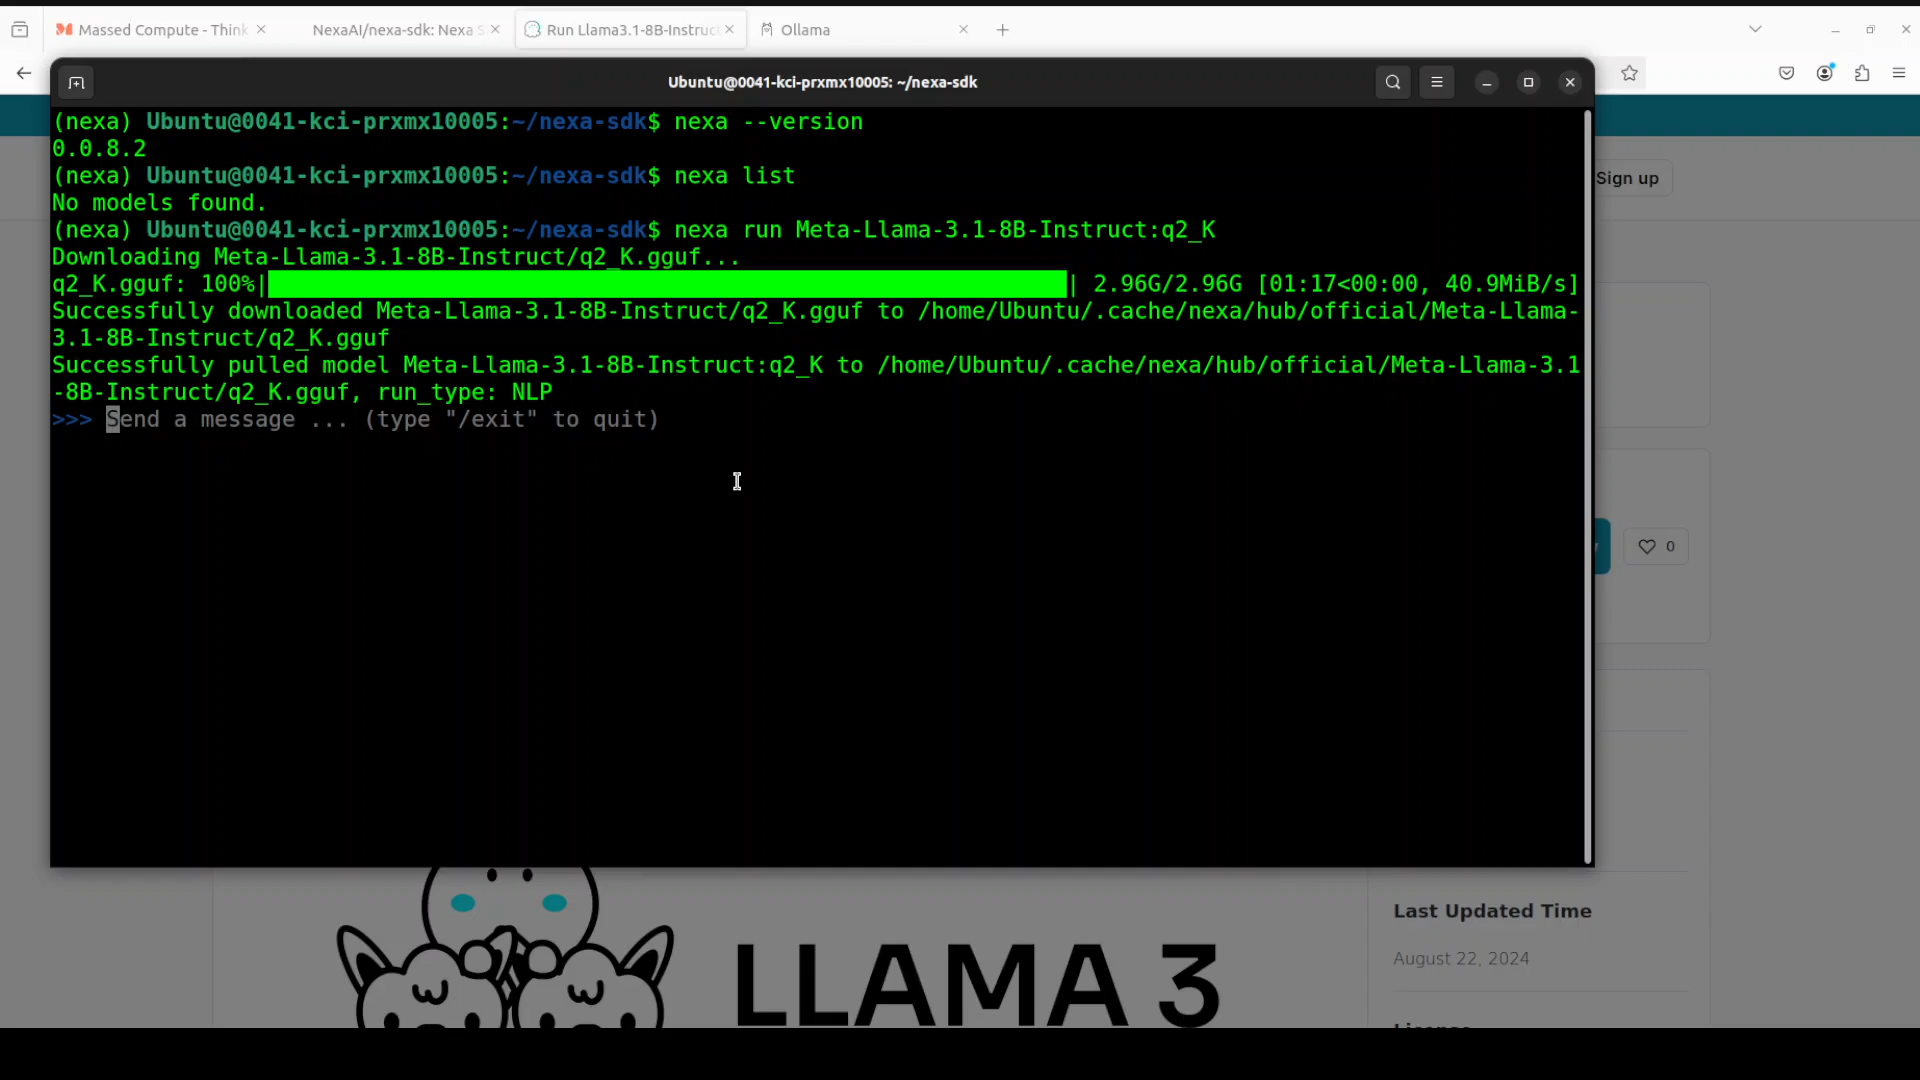 Massed Compute - Think
NexaAI/nexa-sdk: Nexa S
Run Llama3.1-8B-Instruct
Ollama
Ubuntu@0041-kci-prxmx10005: ~/nexa-sdk
(nexa) Ubuntu@0041-kci-prxmx10005:~/nexa-sdk$ nexa --version
0.0.8.2
(nexa) Ubuntu@0041-kci-prxmx10005:~/nexa-sdk$ nexa list
No models found.
(nexa) Ubuntu@0041-kci-prxmx10005:~/nexa-sdk$ nexa run Meta-Llama-3.1-8B-Instruct:q2_K
Downloading Meta-Llama-3.1-8B-Instruct/q2_K.gguf...
q2_K.gguf: 100%| | 2.96G/2.96G [01:17<00:00, 40.9MiB/s]
Successfully downloaded Meta-Llama-3.1-8B-Instruct/q2_K.gguf to /home/Ubuntu/.cache/nexa/hub/official/Meta-Llama-
3.1-8B-Instruct/q2_K.gguf
Successfully pulled model Meta-Llama-3.1-8B-Instruct:q2_K to /home/Ubuntu/.cache/nexa/hub/official/Meta-Llama-3.1
-8B-Instruct/q2_K.gguf, run_type: NLP
>>> Send a message ... (type "/exit" to quit)
Sign up
0
Last Updated Time
August 22, 2024
LLAMA 3